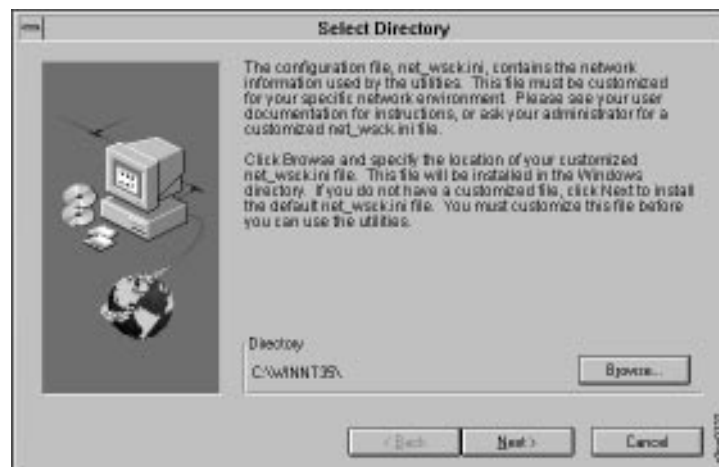 Select Directory
The configuration file, net_wsck.ini, contains the network
information used by the utilities. This file must be customized
for your specific network environment. Please see your user
documentation for instructions, or ask your administrator for a
customized net_wsck.ini file.
Click Browse and specify the location of your customized
net_wsck.ini file. This file will be installed in the Windows
directory. If you do not have a customized file, click Next to install
the default net_wsck.ini file. You must customize this file before
you can use the utilities.
Directory
C:\WINNT35\
Browse...
< Back
Next >
Cancel